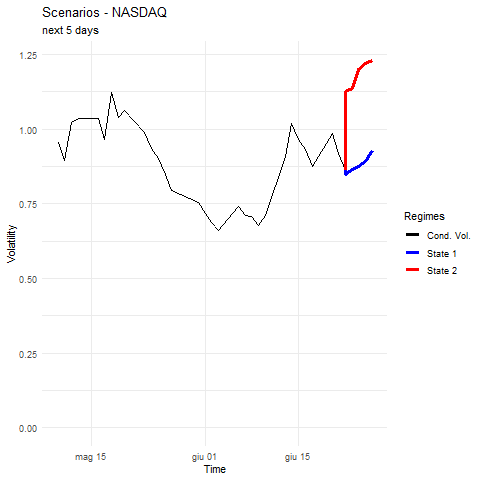 Scenarios - NASDAQ
next 5 days
1.25
1.00
0.75
0.50
0.25
0.00
Volatility
mag 15
giu 01
giu 15
Time
Regimes
Cond. Vol.
State 1
State 2